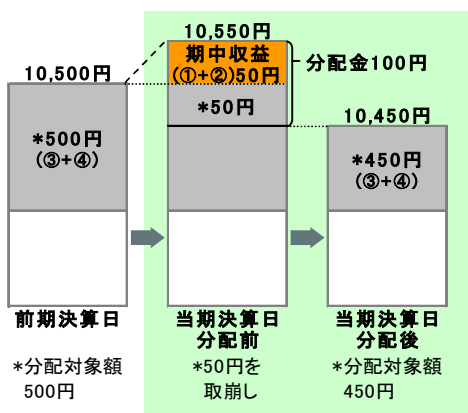 10,550円
期中収益
(①+②)50円
分配金100円
10,500円
*50円
10,450円
*500円
(③+④)
*450円
(③+④)
前期決算日
当期決算日
分配前
当期決算日
分配後
*分配対象額
500円
*50円を
取崩し
*分配対象額
450円